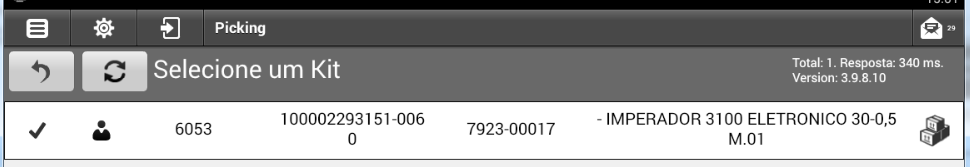 Picking
29
Selecione um Kit
Total: 1. Resposta: 340 ms.
Version: 3.9.8.10
6053
100002293151-006
0
7923-00017
- IMPERADOR 3100 ELETRONICO 30-0,5
M.01